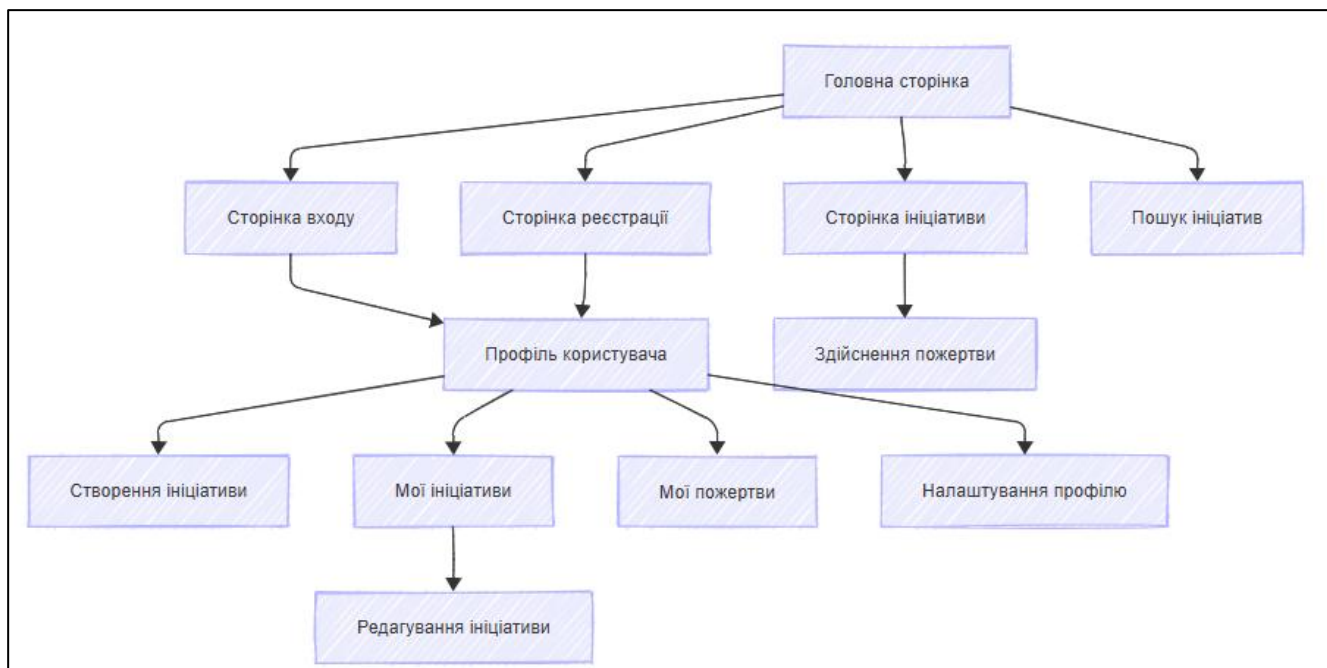 Головна сторінка
Сторінка входу
Сторінка реєстрації
Сторінка ініціативи
Пошук ініціатив
Профіль користувача
Здійснення пожертви
Створення ініціативи
Мої ініціативи
Мої пожертви
Налаштування профілю
Редагування ініціативи